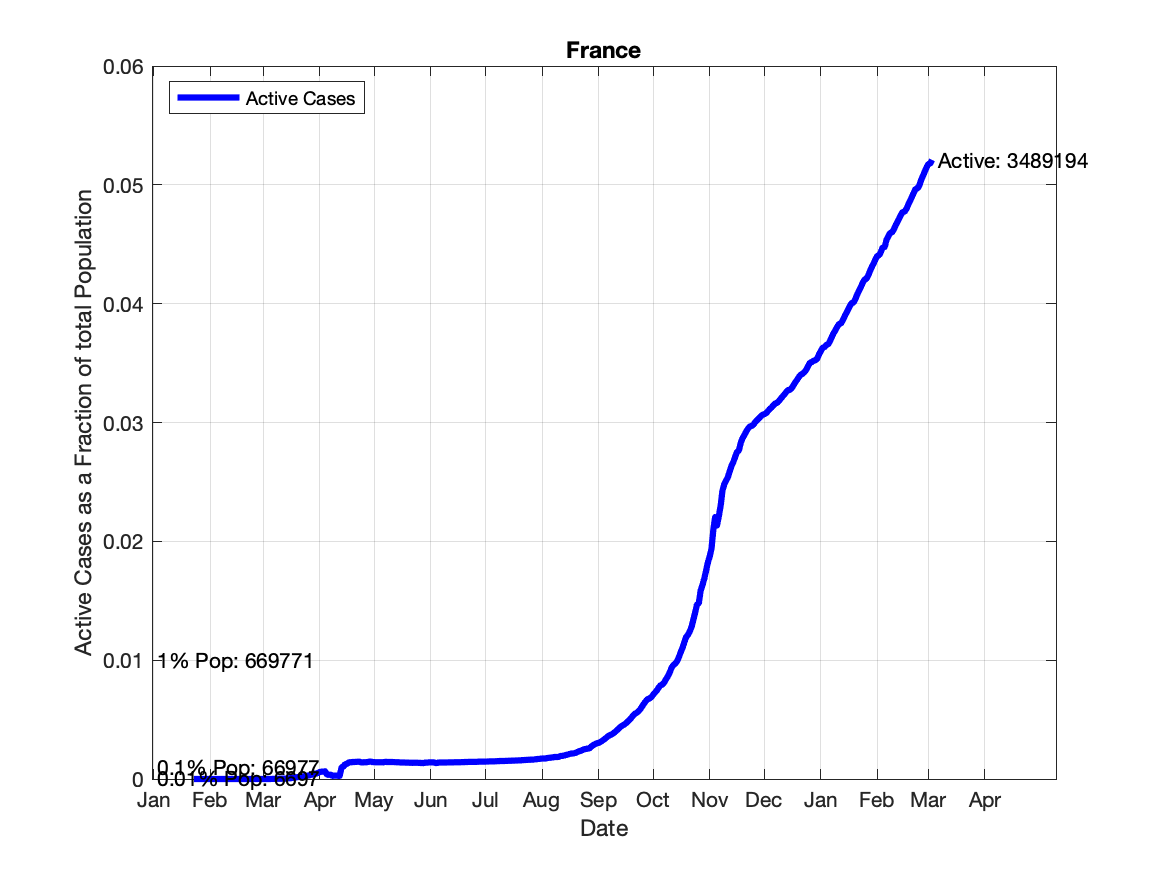 France
0.06
Active Cases
Active: 3489194
0.05
0.04
0.03
0.02
0.01
1% Pop: 669771
0.1% Pop: 66977
0.01% Pop: 6697
0
Jan Feb Mar Apr May Jun Jul Aug Sep Oct Nov Dec Jan Feb Mar Apr
Date
Active Cases as a Fraction of total Population